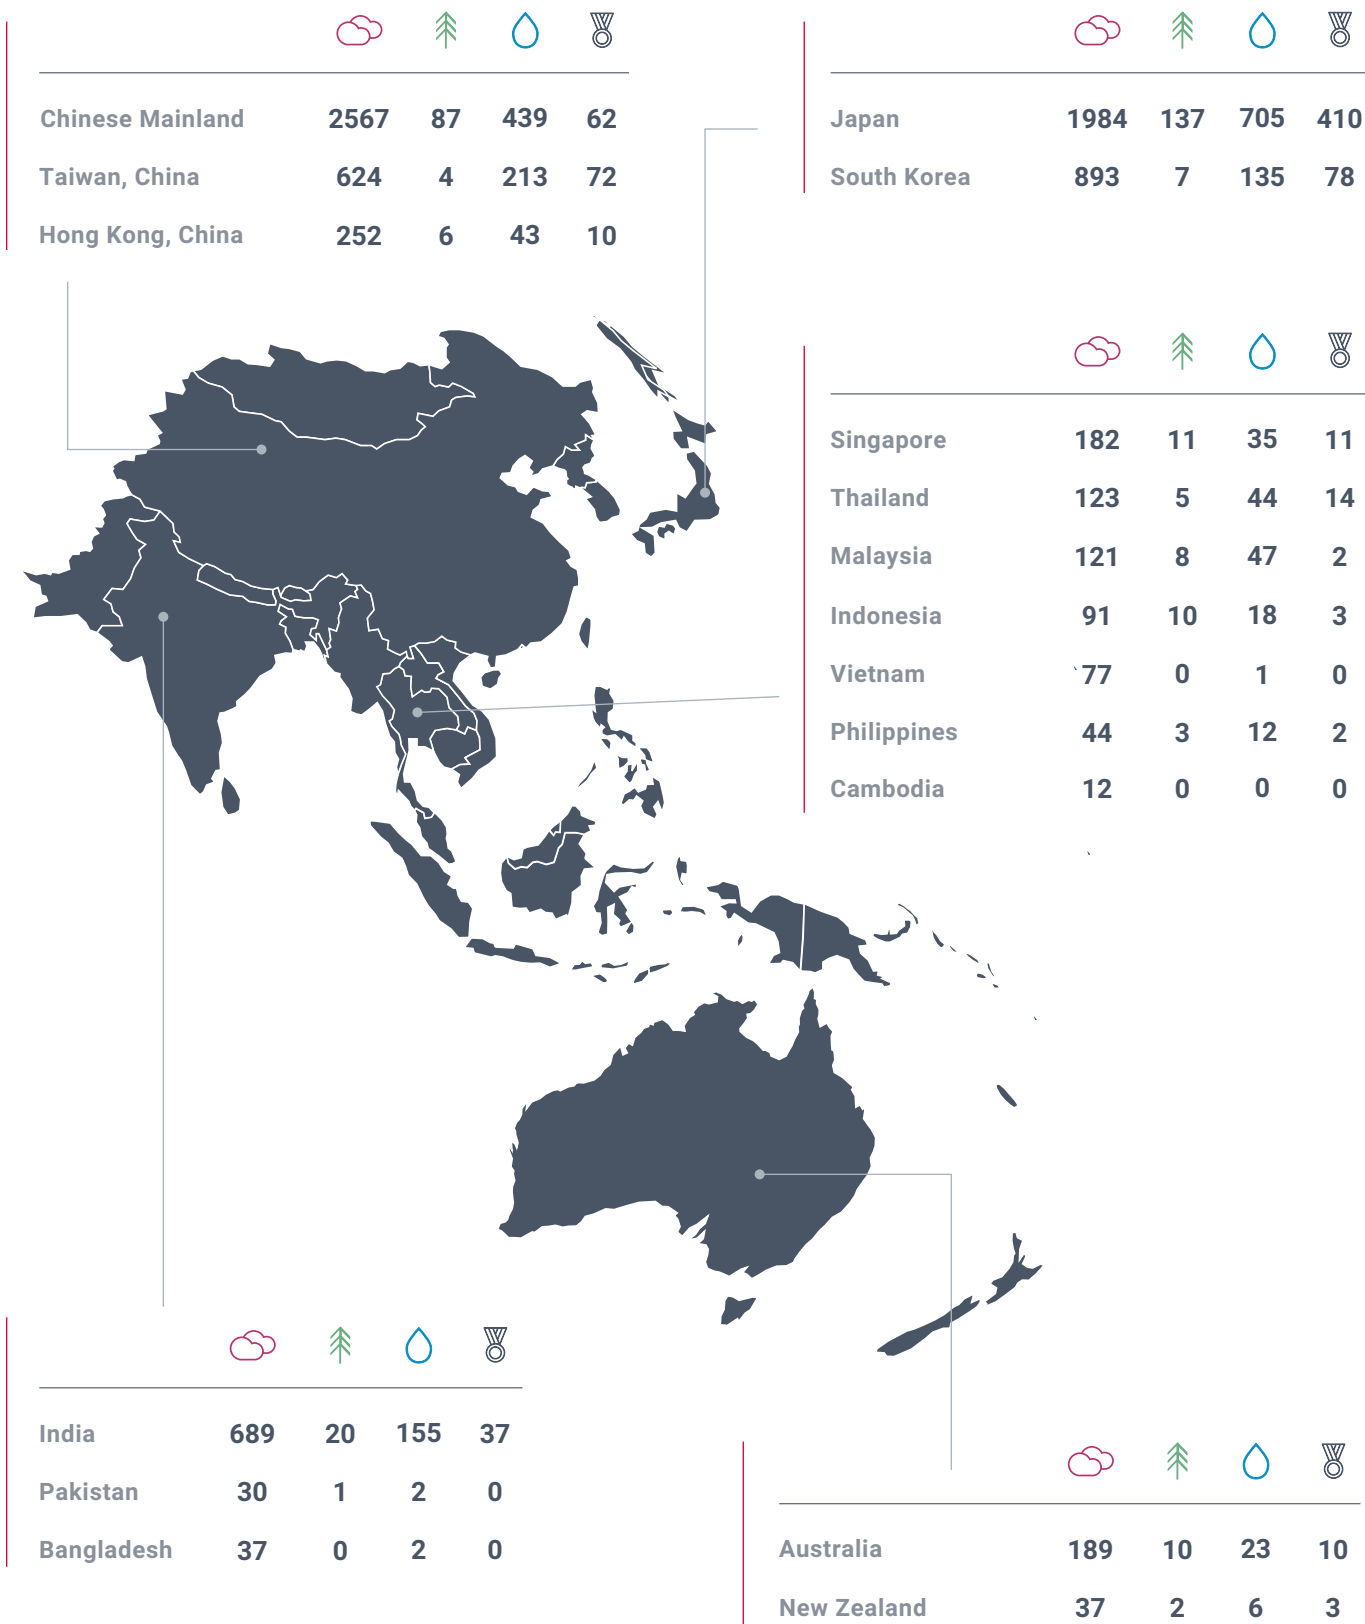 Chinese Mainland 2567 87 439 62
Taiwan, China 624 4 213 72
Hong Kong, China 252 6 43 10
Japan 1984 137 705 410
South Korea 893 7 135 78
Singapore 182 11 35 11
Thailand 123 5 44 14
Malaysia 121 8 47 2
Indonesia 91 10 18 3
Vietnam 77 0 1 0
Philippines 44 3 12 2
Cambodia 12 0 0 0
India 689 20 155 37
Pakistan 30 1 2 0
Bangladesh 37 0 2 0
Australia 189 10 23 10
New Zealand 37 2 6 3